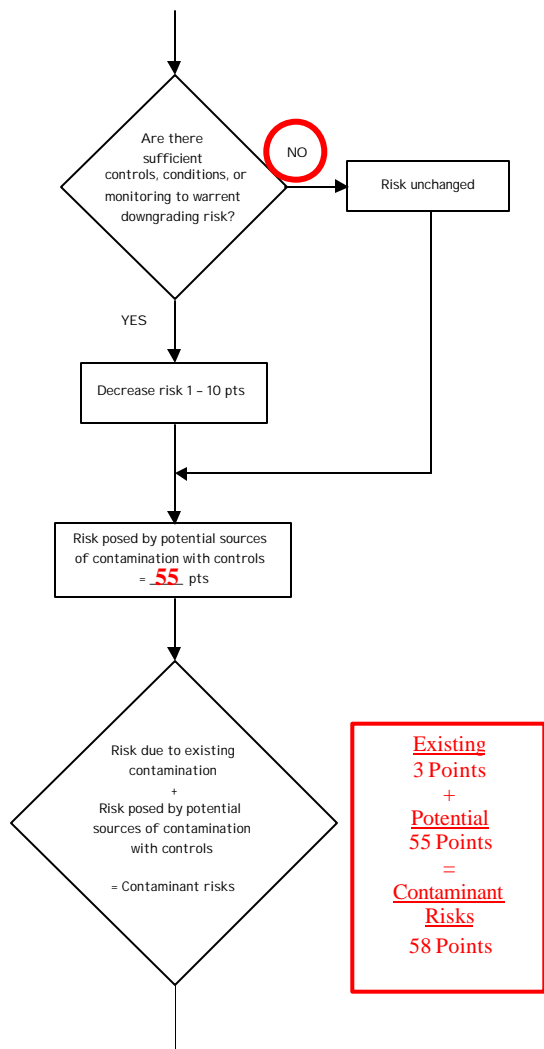 Are there
sufficient
controls, conditions, or
monitoring to warrent
downgrading risk?
NO
Risk unchanged
YES
Decrease risk 1 – 10 pts
Risk posed by potential sources
of contamination with controls
= 55 pts
Risk due to existing
contamination
+
Risk posed by potential
sources of contamination
with controls
= Contaminant risks
Existing
3 Points
+
Potential
55 Points
=
Contaminant
Risks
58 Points